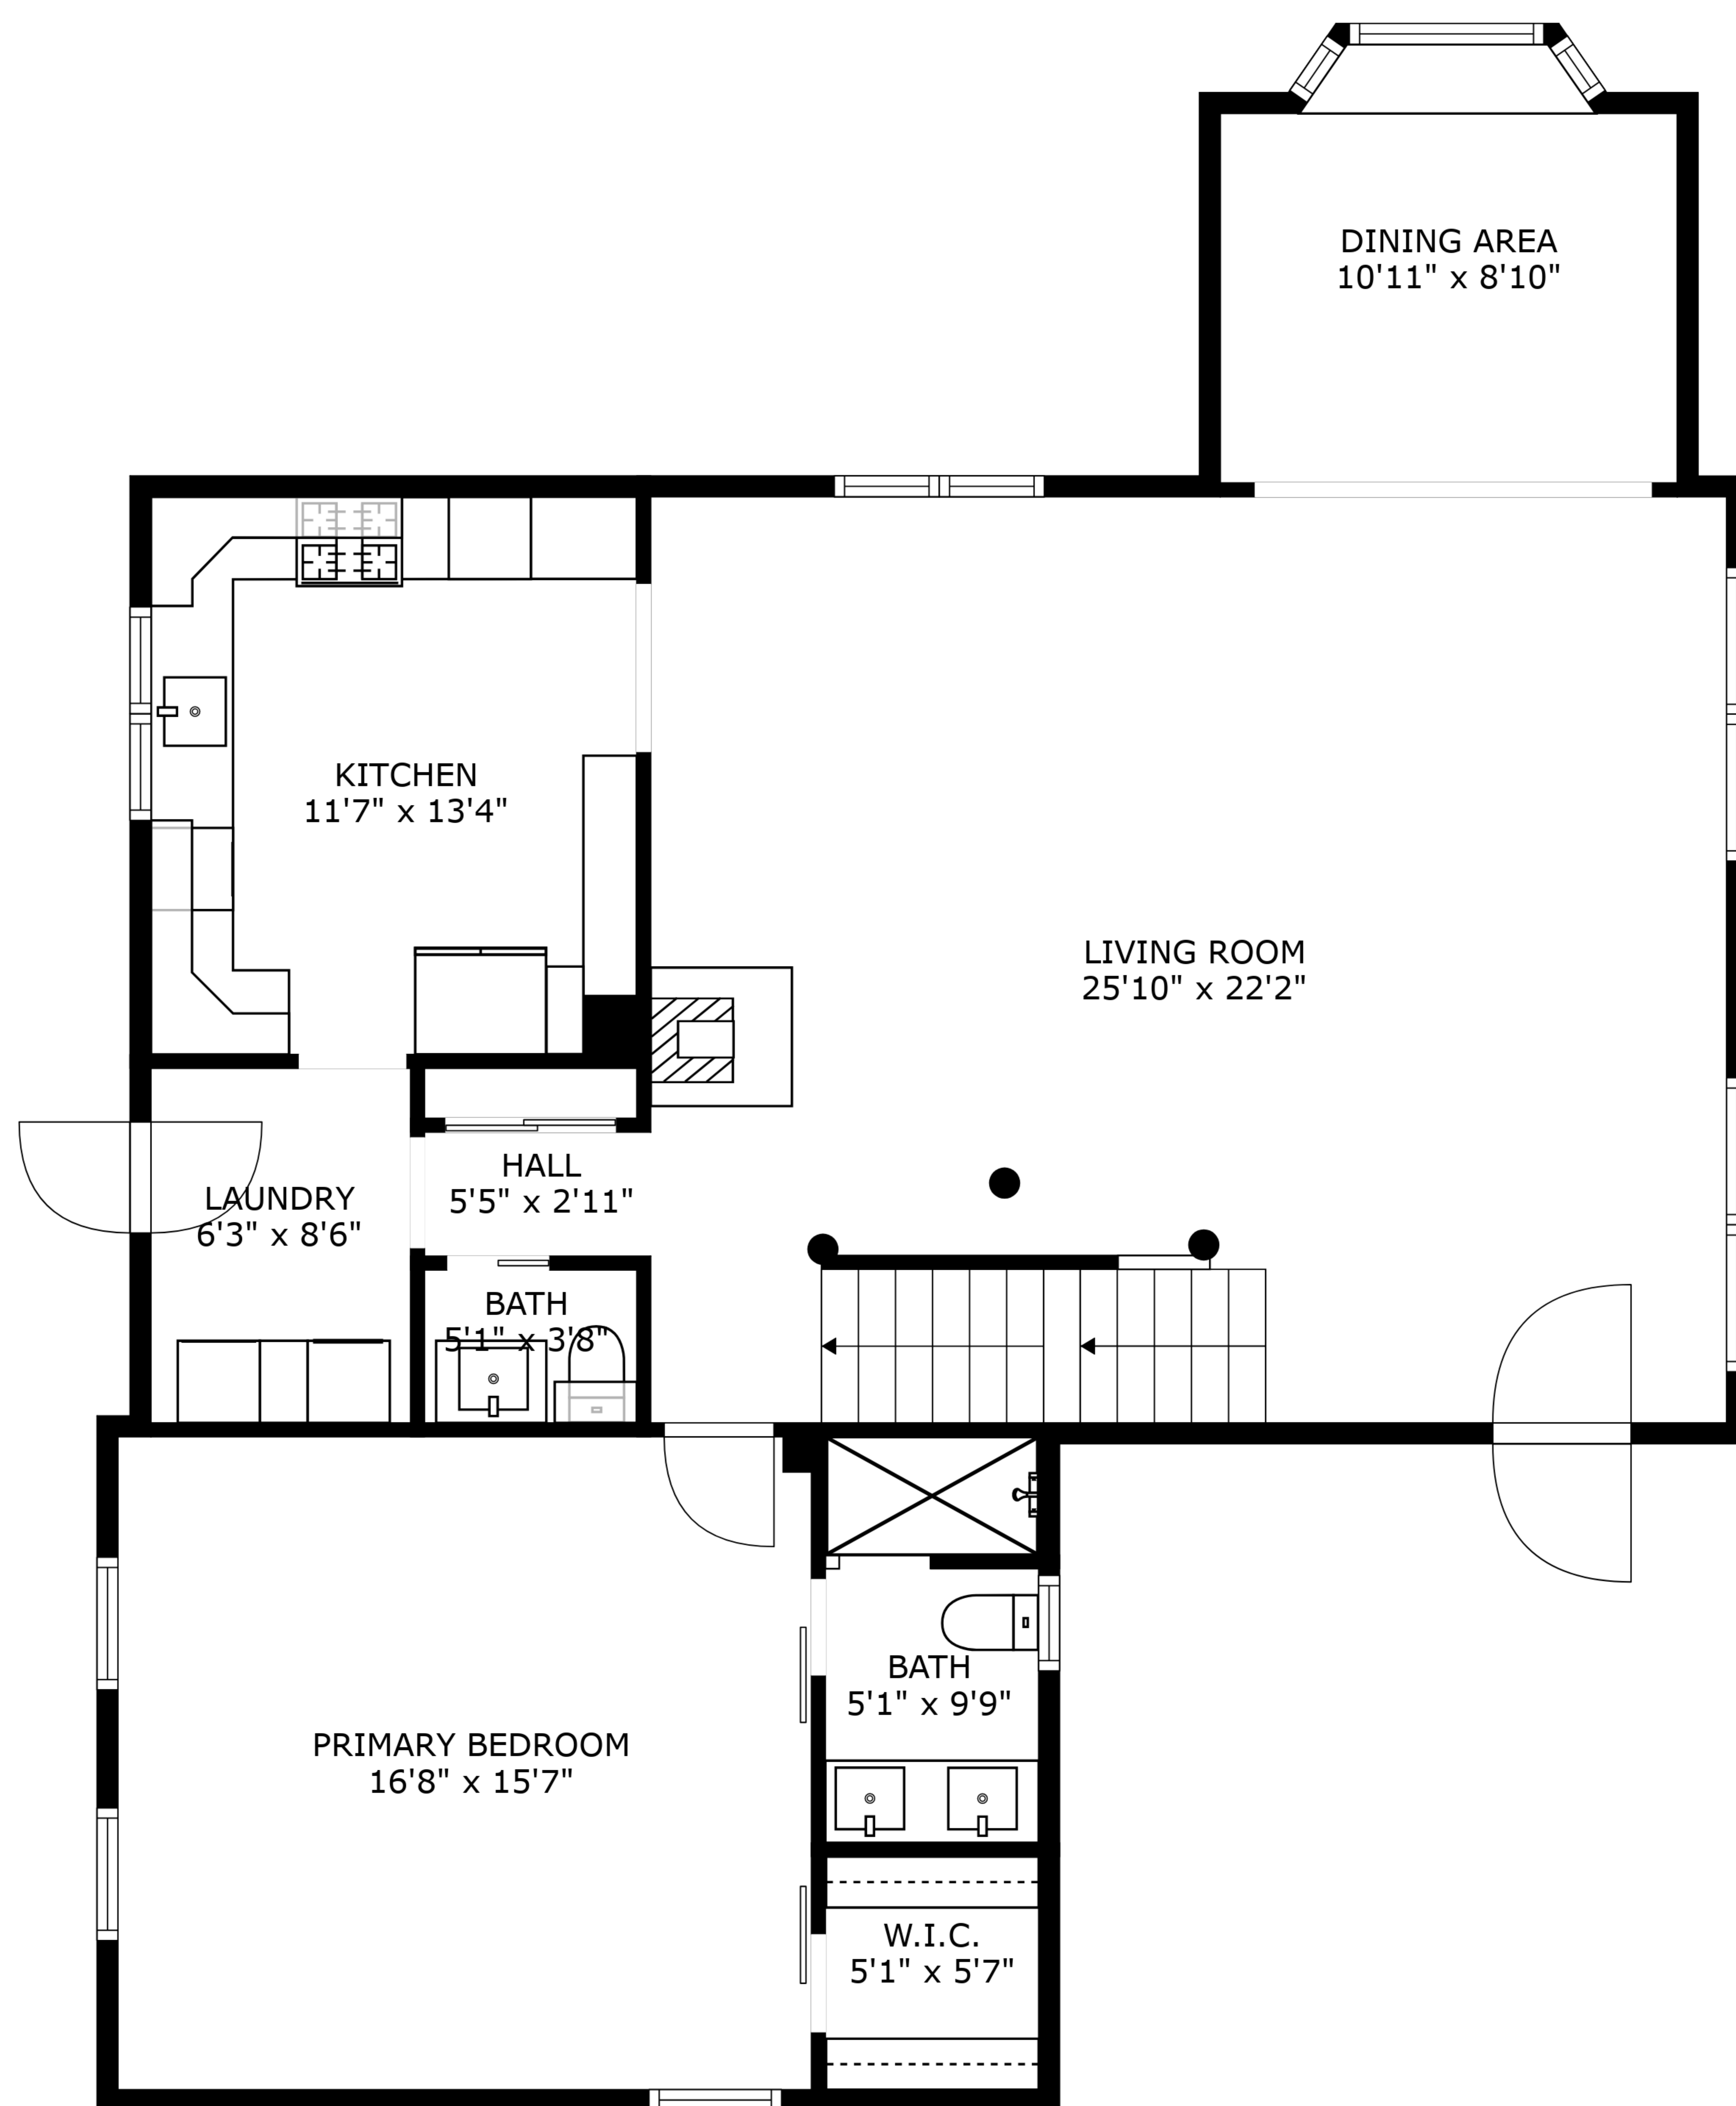 DINING AREA
10'11" x 8'10"
KITCHEN
11'7" x 13'4"
LIVING ROOM
25'10" x 22'2"
HALL
5'5" x 2'11"
LAUNDRY
6'3" x 8'6"
BATH
5'1" x 3'8"
BATH
5'1" x 9'9"
PRIMARY BEDROOM
16'8" x 15'7"
W.I.C.
5'1" x 5'7"